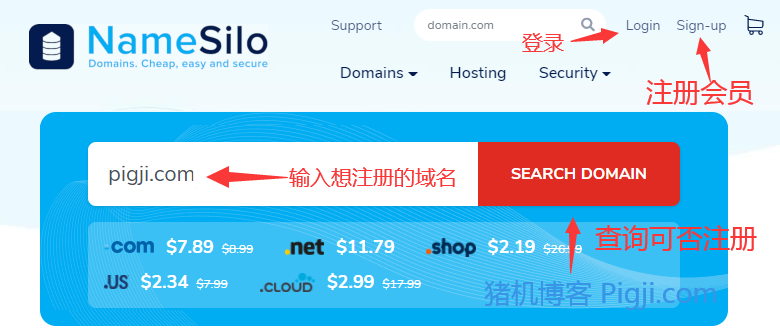 Support
domain.com
Login
Sign-up
NameSilo
Domains. Cheap, easy and secure
登录
Domains
Hosting
Security
注册会员
pigji.com
输入想注册的域名
SEARCH DOMAIN
.com $7.89 $8.99
.net $11.79
.shop $2.19 $26.99
查询可否注册
.US $2.34 $7.99
.CLOUD $2.99 $17.99
猪机博客 Pigji.com